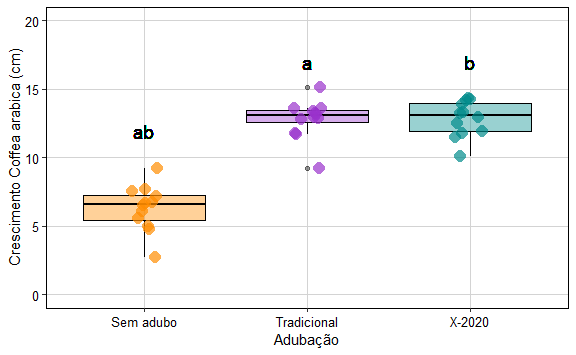 Crescimento Coffea arabica (cm)
20
15
10
5
0
ab
a
b
Sem adubo
Tradicional
X-2020
Adubação